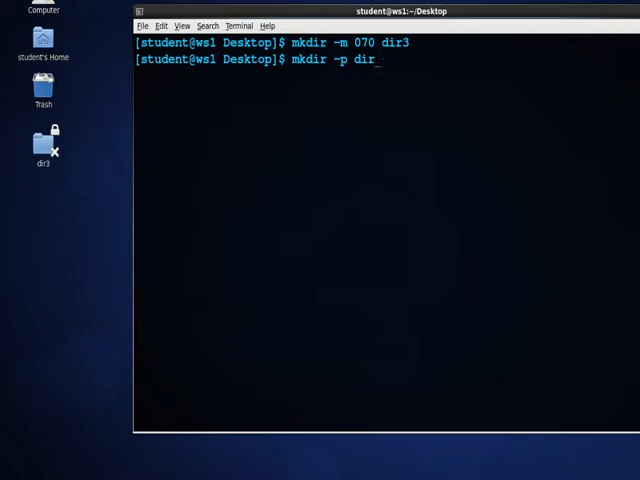 Computer
student's Home
Trash
dir3
student@ws1:~/Desktop
File Edit View Search Terminal Help
[student@ws1 Desktop]$ mkdir -m 070 dir3
[student@ws1 Desktop]$ mkdir -p dir_